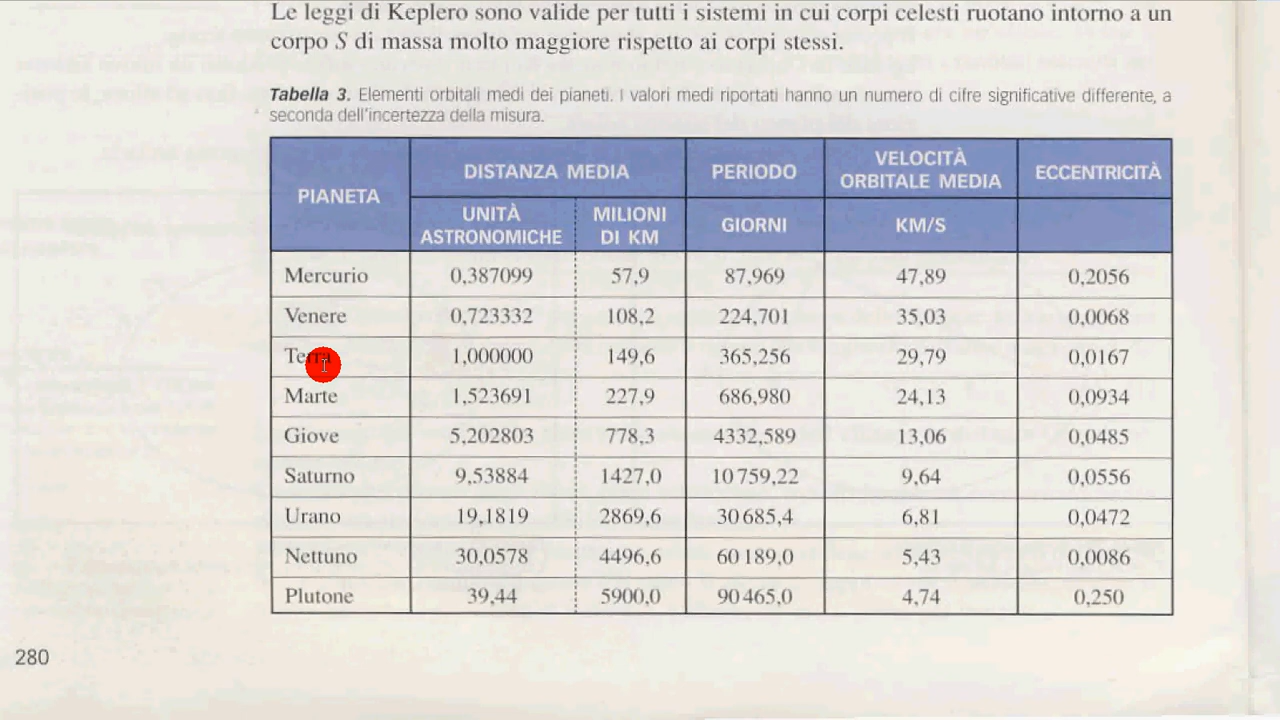 Le leggi di Keplero sono valide per tutti i sistemi in cui corpi celesti ruotano intorno a un
corpo S di massa molto maggiore rispetto ai corpi stessi.
Tabella 3. Elementi orbitali medi dei pianeti. I valori medi riportati hanno un numero di cifre significative differente, a
seconda dell'incertezza della misura.
PIANETA DISTANZA MEDIA PERIODO VELOCITÀ ORBITALE MEDIA ECCENTRICITÀ
UNITÀ ASTRONOMICHE MILIONI DI KM GIORNI KM/S
Mercurio 0,387099 57,9 87,969 47,89 0,2056
Venere 0,723332 108,2 224,701 35,03 0,0068
Terra 1,000000 149,6 365,256 29,79 0,0167
Marte 1,523691 227,9 686,980 24,13 0,0934
Giove 5,202803 778,3 4332,589 13,06 0,0485
Saturno 9,53884 1427,0 10 759,22 9,64 0,0556
Urano 19,1819 2869,6 30 685,4 6,81 0,0472
Nettuno 30,0578 4496,6 60 189,0 5,43 0,0086
Plutone 39,44 5900,0 90 465,0 4,74 0,250
280